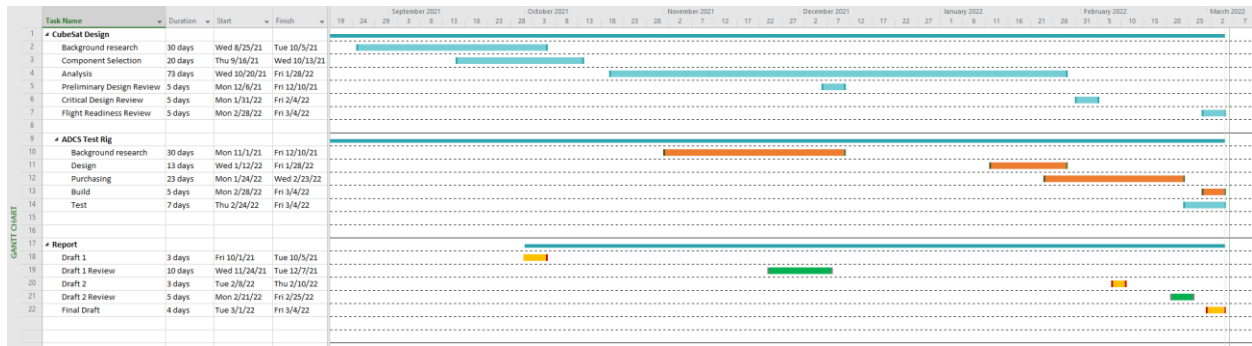 September 2021 October 2021 November 2021 December 2021 January 2022 February 2022 March 2022
Task Name Duration Start Finish 19 24 29 3 8 13 18 23 28 3 8 13 18 23 28 2 7 12 17 22 27 2 7 12 17 22 27 1 6 11 16 21 26 31 5 10 15 20 25 2 7
1 CubeSat Design
2 Background research 30 days Wed 8/25/21 Tue 10/5/21
3 Component Selection 20 days Thu 9/16/21 Wed 10/13/21
4 Analysis 73 days Wed 10/20/21 Fri 1/28/22
5 Preliminary Design Review 5 days Mon 12/6/21 Fri 12/10/21
6 Critical Design Review 5 days Mon 1/31/22 Fri 2/4/22
7 Flight Readiness Review 5 days Mon 2/28/22 Fri 3/4/22
8
9 ADCS Test Rig
10 Background research 30 days Mon 11/1/21 Fri 12/10/21
11 Design 13 days Wed 1/12/22 Fri 1/28/22
12 Purchasing 23 days Mon 1/24/22 Wed 2/23/22
13 Build 5 days Mon 2/28/22 Fri 3/4/22
14 Test 7 days Thu 2/24/22 Fri 3/4/22
15
16
17 Report
18 Draft 1 3 days Fri 10/1/21 Tue 10/5/21
19 Draft 1 Review 10 days Wed 11/24/21 Tue 12/7/21
20 Draft 2 3 days Tue 2/8/22 Thu 2/10/22
21 Draft 2 Review 5 days Mon 2/21/22 Fri 2/25/22
22 Final Draft 4 days Tue 3/1/22 Fri 3/4/22
GANTT CHART